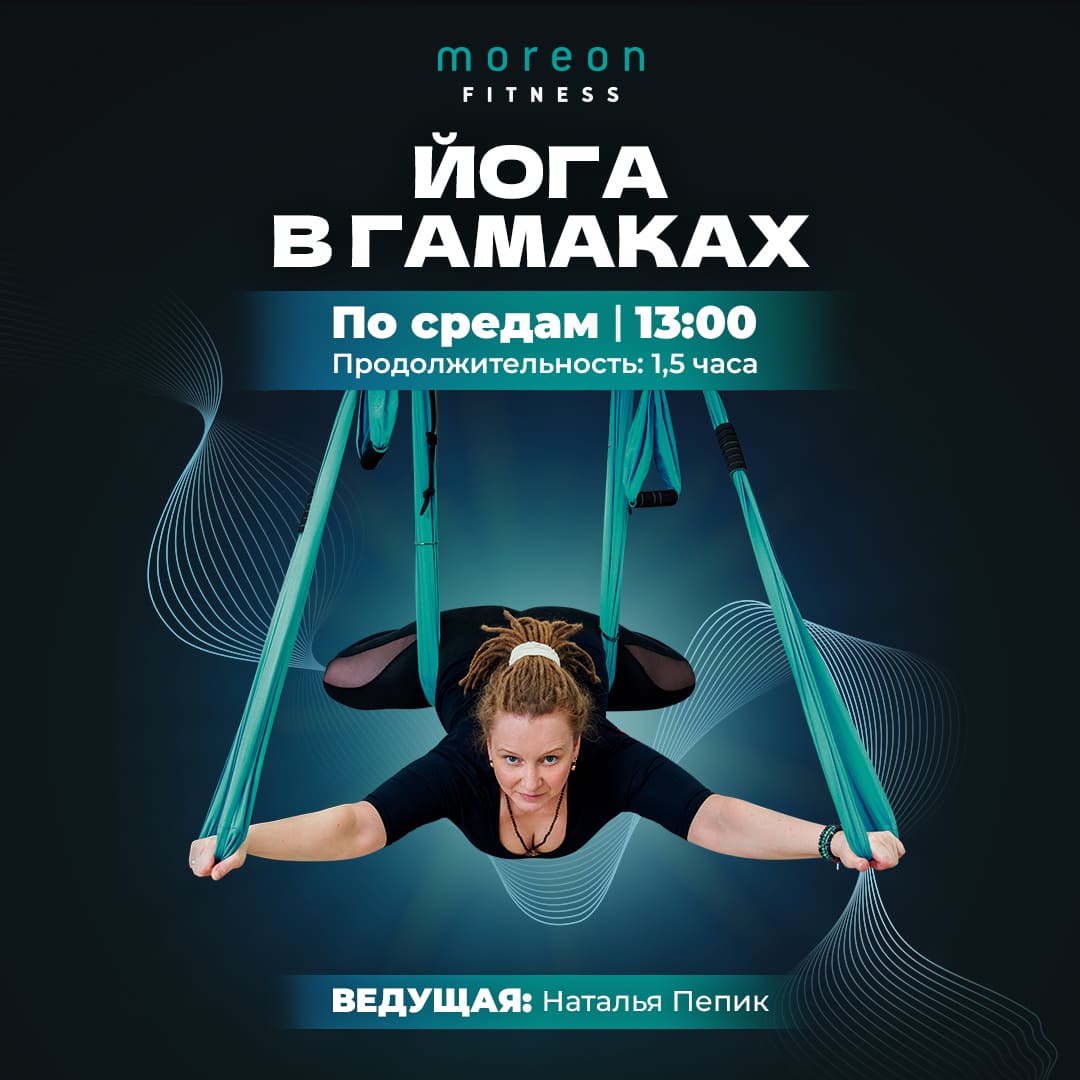 moreon
FITNESS
ЙОГА
В ГАМАКАХ
По средам | 13:00
Продолжительность: 1,5 часа
ВЕДУЩАЯ: Наталья Пепик